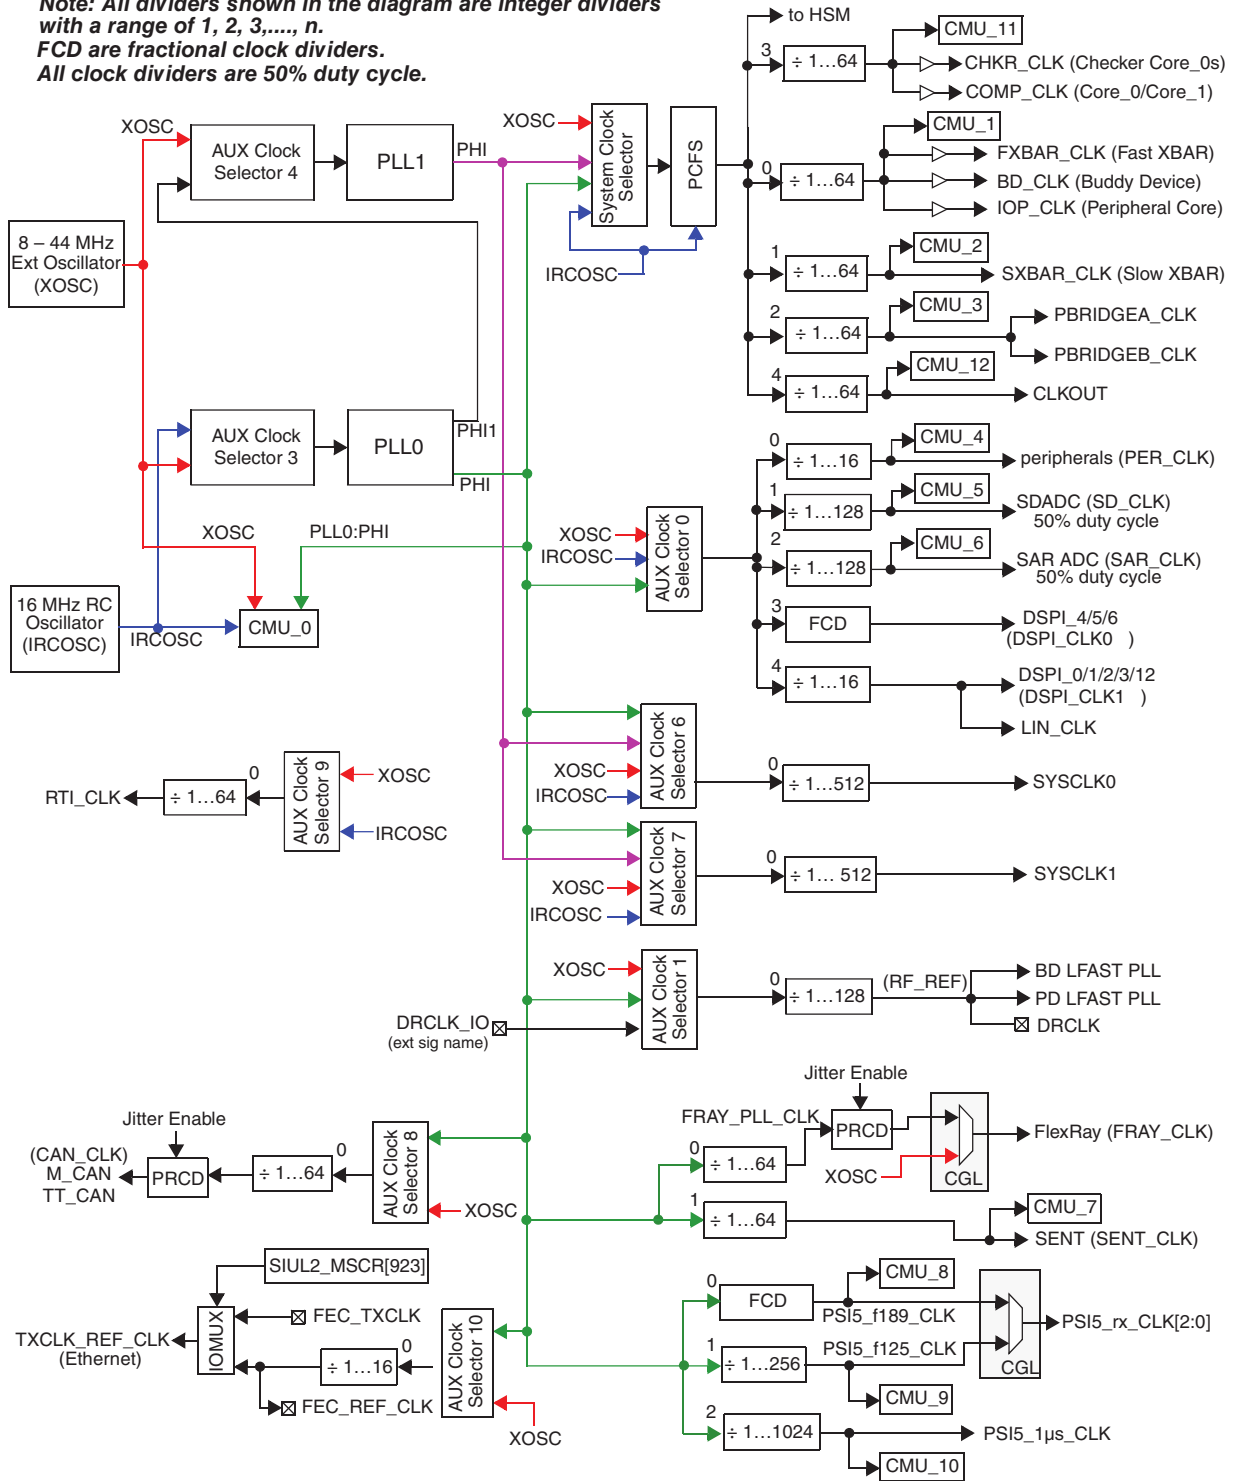 Note: All dividers shown in the diagram are integer dividers
with a range of 1, 2, 3,...., n.
FCD are fractional clock dividers.
All clock dividers are 50% duty cycle.
to HSM
3
÷ 1...64
CMU_11
CHKR_CLK (Checker Core_0s)
COMP_CLK (Core_0/Core_1)
XOSC
AUX Clock
Selector 4
PLL1
PHI
XOSC
System Clock
Selector
PCFS
IRCOSC
0
÷ 1...64
CMU_1
FXBAR_CLK (Fast XBAR)
BD_CLK (Buddy Device)
IOP_CLK (Peripheral Core)
8 – 44 MHz
Ext Oscillator
(XOSC)
1
÷ 1...64
CMU_2
SXBAR_CLK (Slow XBAR)
2
÷ 1...64
CMU_3
PBRIDGEA_CLK
PBRIDGEB_CLK
4
÷ 1...64
CMU_12
CLKOUT
AUX Clock
Selector 3
PLL0
PHI1
PHI
0
÷ 1...16
CMU_4
peripherals (PER_CLK)
1
÷ 1...128
CMU_5
SDADC (SD_CLK)
50% duty cycle
XOSC
PLL0:PHI
XOSC
IRCOSC
AUX Clock
Selector 0
2
÷ 1...128
CMU_6
SAR ADC (SAR_CLK)
50% duty cycle
16 MHz RC
Oscillator
(IRCOSC)
IRCOSC
CMU_0
3
FCD
DSPI_4/5/6
(DSPI_CLK0 )
4
÷ 1...16
DSPI_0/1/2/3/12
(DSPI_CLK1 )
LIN_CLK
RTI_CLK
÷ 1...64
0
AUX Clock
Selector 9
XOSC
IRCOSC
XOSC
IRCOSC
AUX Clock
Selector 6
0
÷ 1...512
SYSCLK0
XOSC
IRCOSC
AUX Clock
Selector 7
0
÷ 1... 512
SYSCLK1
XOSC
DRCLK_IO
(ext sig name)
AUX Clock
Selector 1
0
÷ 1...128
(RF_REF)
BD LFAST PLL
PD LFAST PLL
DRCLK
Jitter Enable
FRAY_PLL_CLK
PRCD
0
÷ 1...64
XOSC
CGL
FlexRay (FRAY_CLK)
Jitter Enable
(CAN_CLK)
M_CAN
TT_CAN
PRCD
÷ 1...64
0
AUX Clock
Selector 8
XOSC
1
÷ 1...64
CMU_7
SENT (SENT_CLK)
SIUL2_MSCR[923]
TXCLK_REF_CLK
(Ethernet)
IOMUX
FEC_TXCLK
÷ 1...16
0
FEC_REF_CLK
AUX Clock
Selector 10
XOSC
0
FCD
CMU_8
PSI5_f189_CLK
1
÷ 1...256
PSI5_f125_CLK
CMU_9
CGL
PSI5_rx_CLK[2:0]
2
÷ 1...1024
PSI5_1µs_CLK
CMU_10